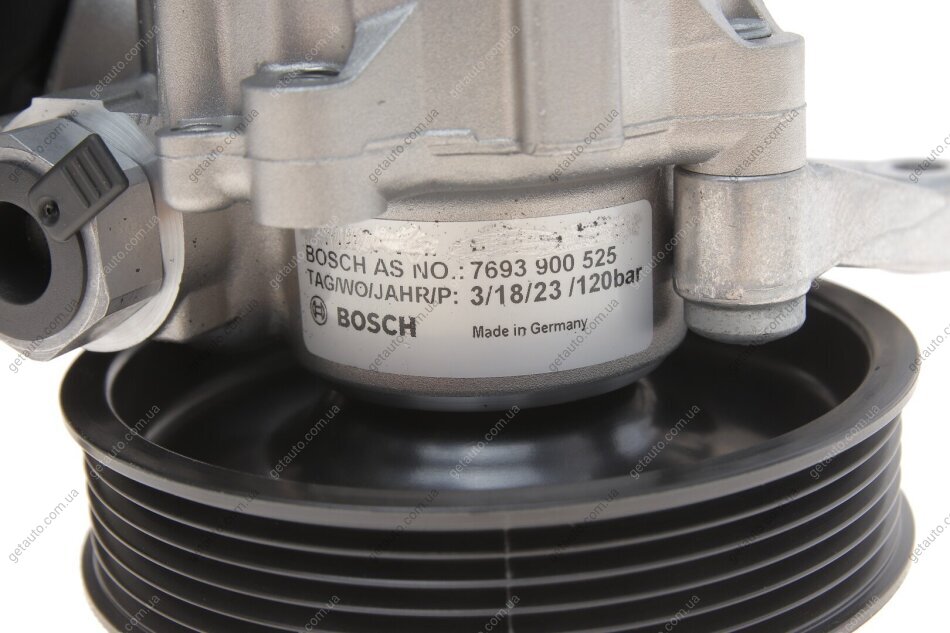 BOSCH AS NO.: 7693 900 525
TAG/WO/JAHR/P: 3/18/23 /120bar
BOSCH Made in Germany
getauto.com.ua